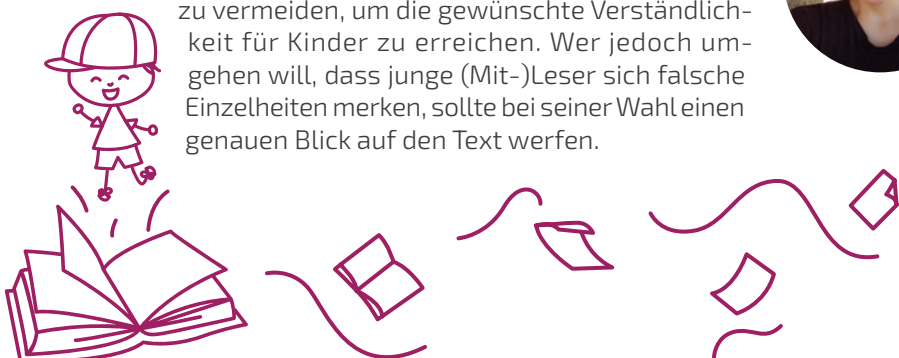 zu vermeiden, um die gewünschte Verständlich-
keit für Kinder zu erreichen. Wer jedoch um-
gehen will, dass junge (Mit-)Leser sich falsche
Einzelheiten merken, sollte bei seiner Wahl einen
genauen Blick auf den Text werfen.